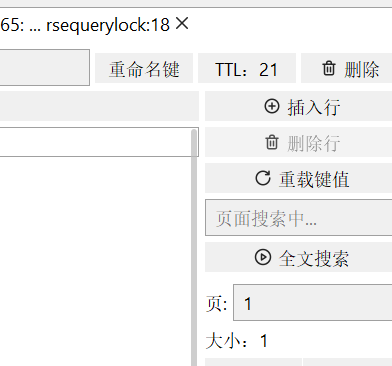 65: ... rsequerylock:18
重命名键 TTL：21 删除
插入行
删除行
重载键值
页面搜索中...
全文搜索
页: 1
大小：1